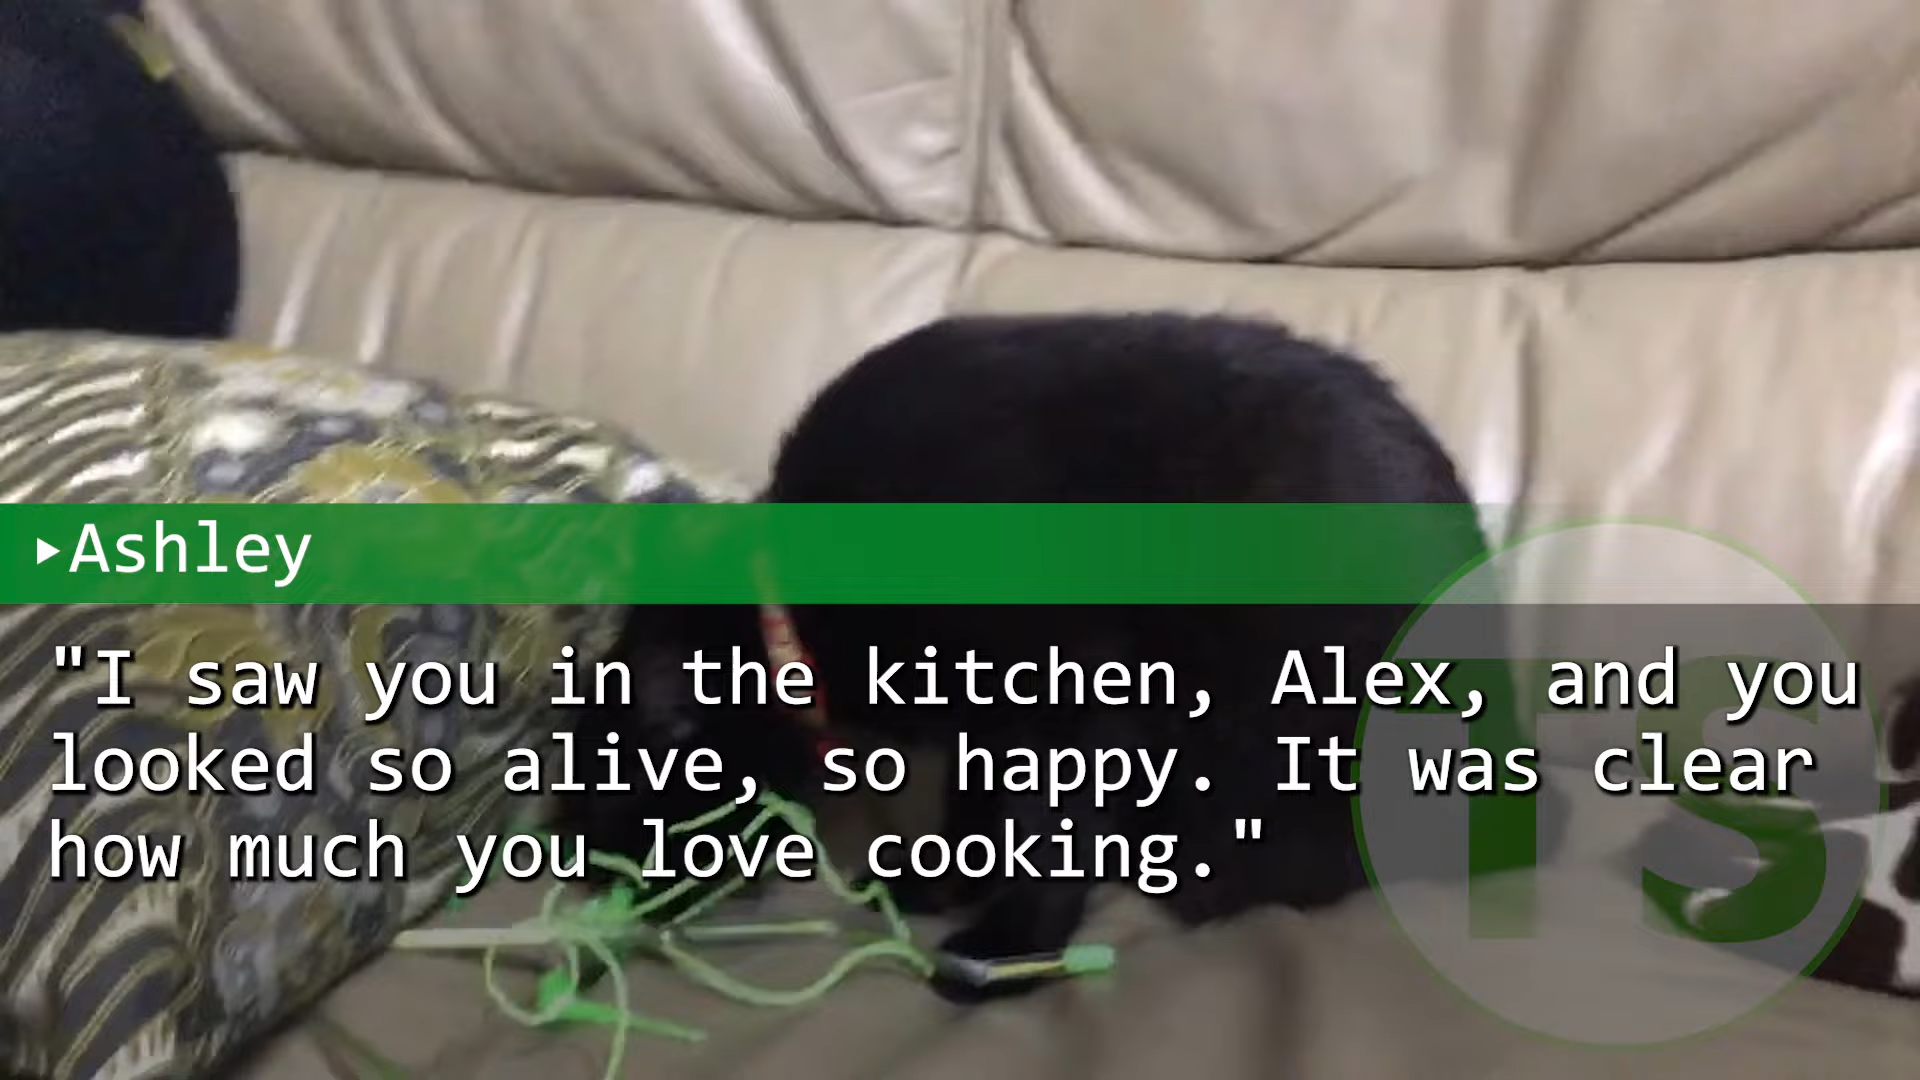 ▸Ashley
"I saw you in the kitchen, Alex, and you
looked so alive, so happy. It was clear
how much you love cooking."
TS